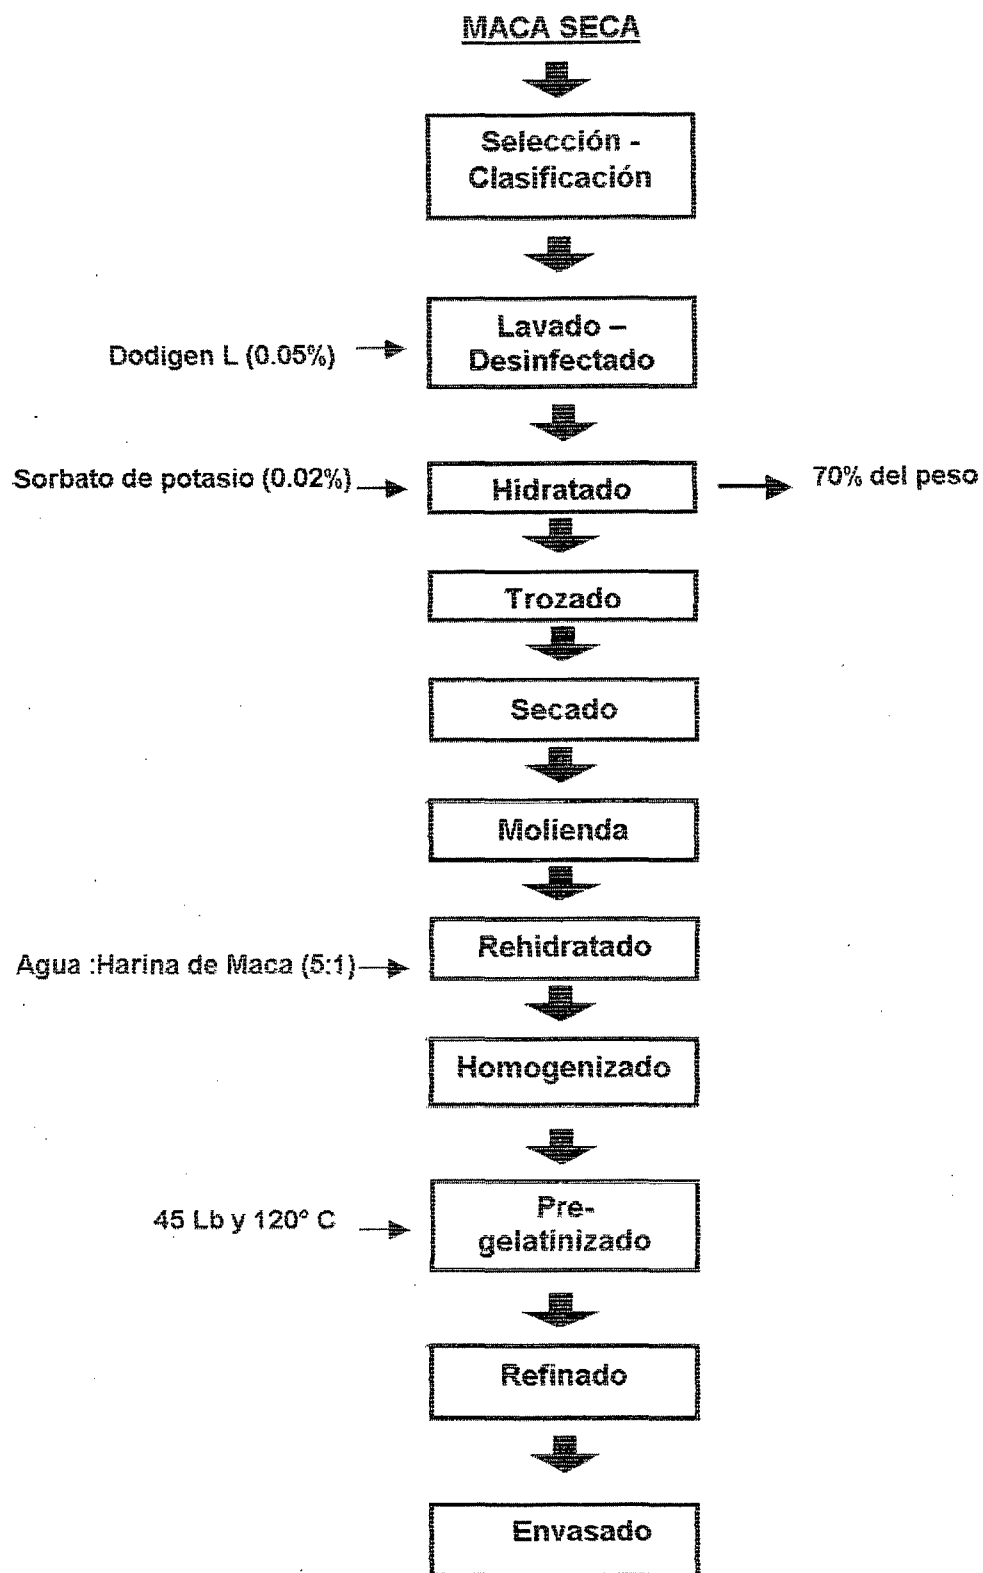 MACA SECA
Selección -
Clasificación
Lavado –
Desinfectado
Dodigen L (0.05%)
Sorbato de potasio (0.02%)
Hidratado
70% del peso
Trozado
Secado
Molienda
Rehidratado
Agua :Harina de Maca (5:1)
Homogenizado
45 Lb y 120° C
Pre-
gelatinizado
Refinado
Envasado